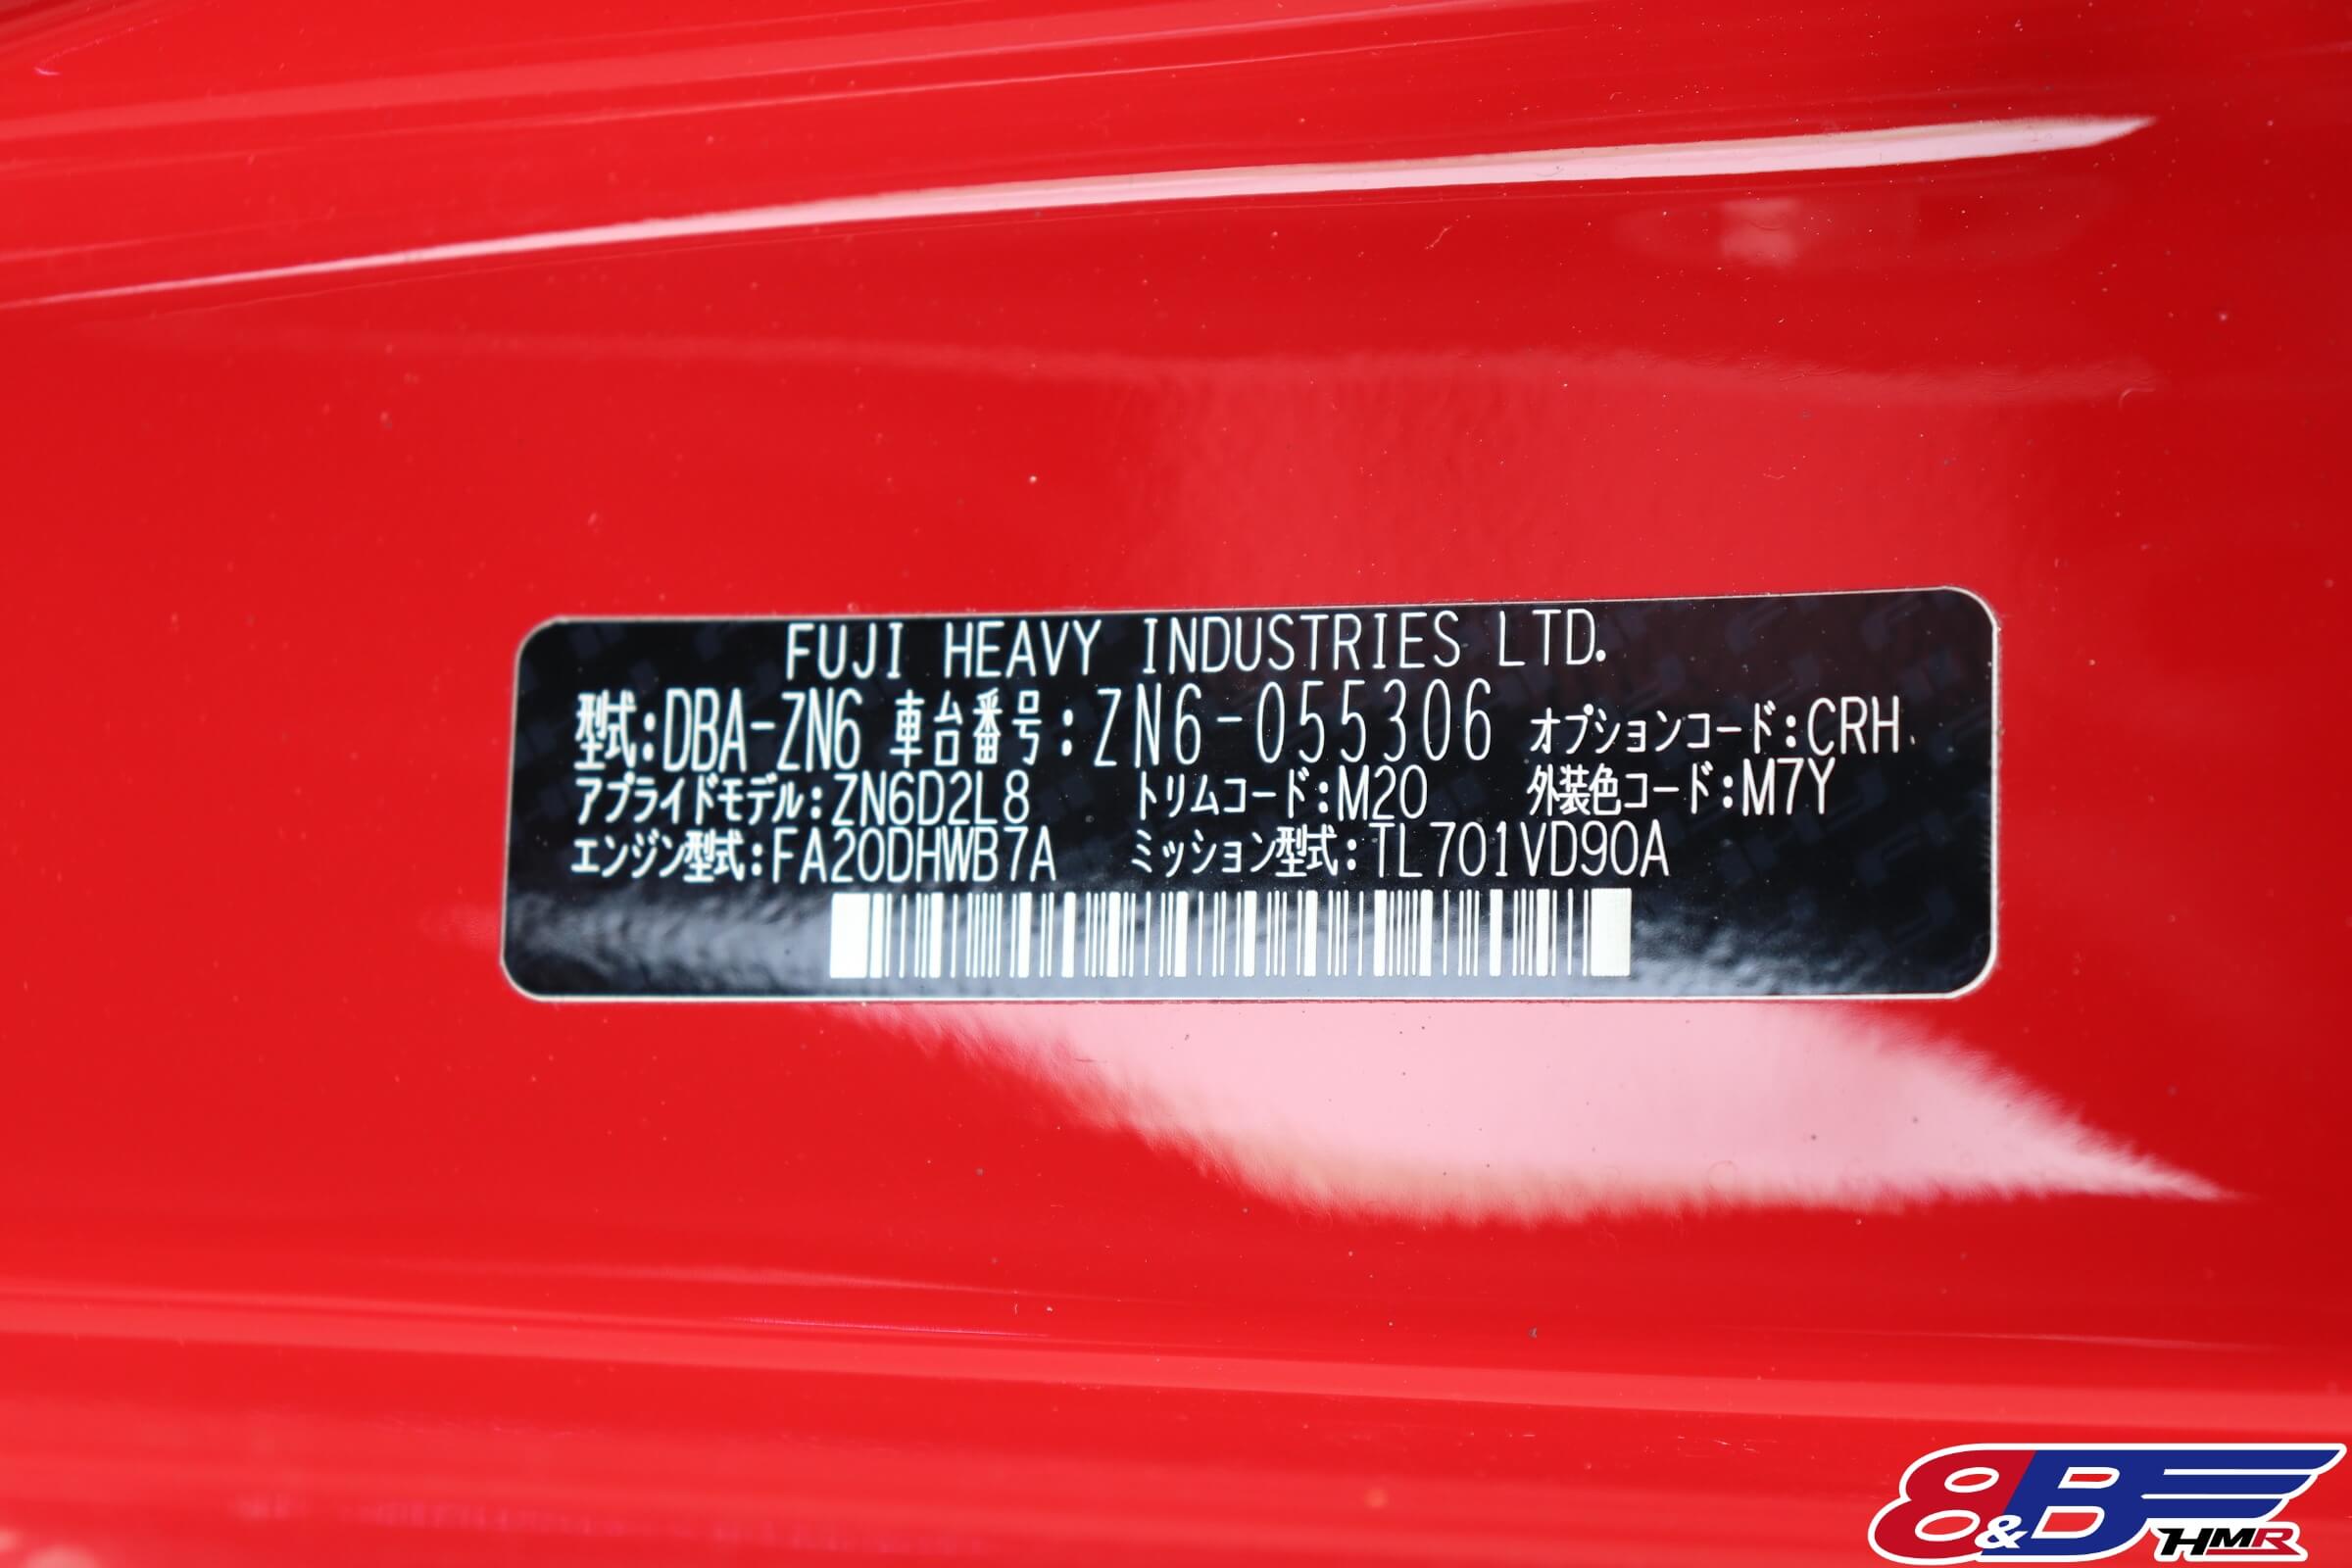 FUJI HEAVY INDUSTRIES LTD.
型式:DBA-ZN6 車台番号:ZN6-055306 オプションコード:CRH
アプライドモデル:ZN6D2L8 トリムコード:M20 外装色コード:M7Y
エンジン型式:FA20DHWB7A ミッション型式:TL701VD90A
8&B
HMR